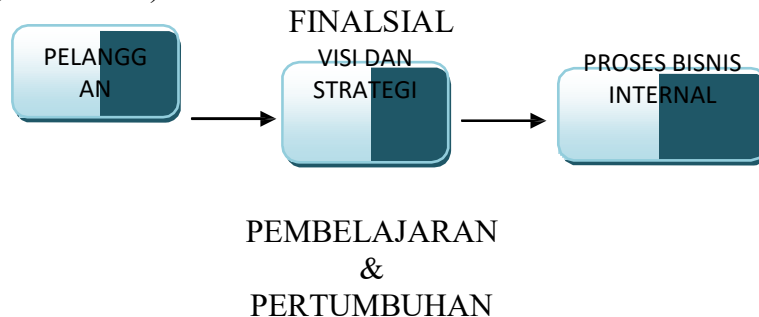 FINALSIAL
PELANGG
AN
VISI DAN
STRATEGI
PROSES BISNIS
INTERNAL
PEMBELAJARAN
&
PERTUMBUHAN